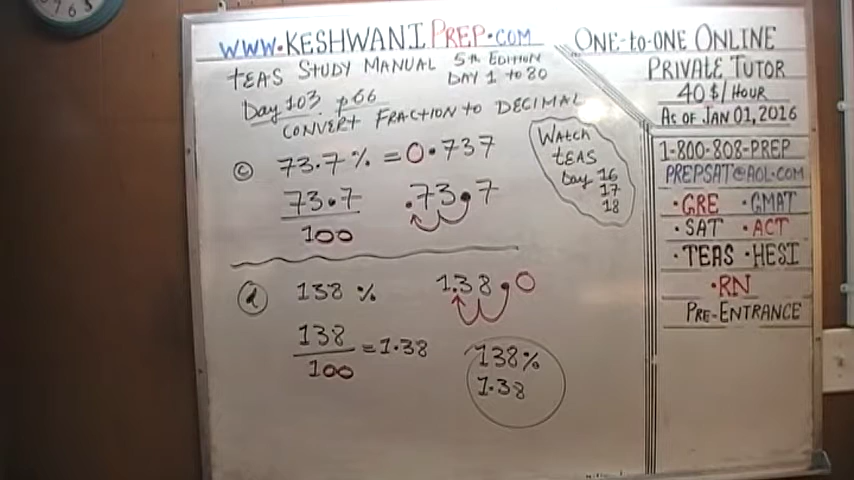 WWW.KESHWANIPREP.COM
TEAS STUDY MANUAL 5th EDITION
DAY 1 to 80
Day 103. p66
CONVERT FRACTION to DECIMAL
c 73.7% = 0.737
73.7
100
.73.7
d 138 %
1.38.0
138
100
= 1.38
138%
1.38
WATCH
tEAS
Day 16
17
18
ONE-to-ONE ONLINE
PRIVATE TUTOR
40 $/HOUR
AS OF JAN 01, 2016
1-800-808-PREP
PREPSAT@AOL.COM
•GRE •GMAT
•SAT •ACT
•TEAS •HESI
•RN
PRE-ENTRANCE